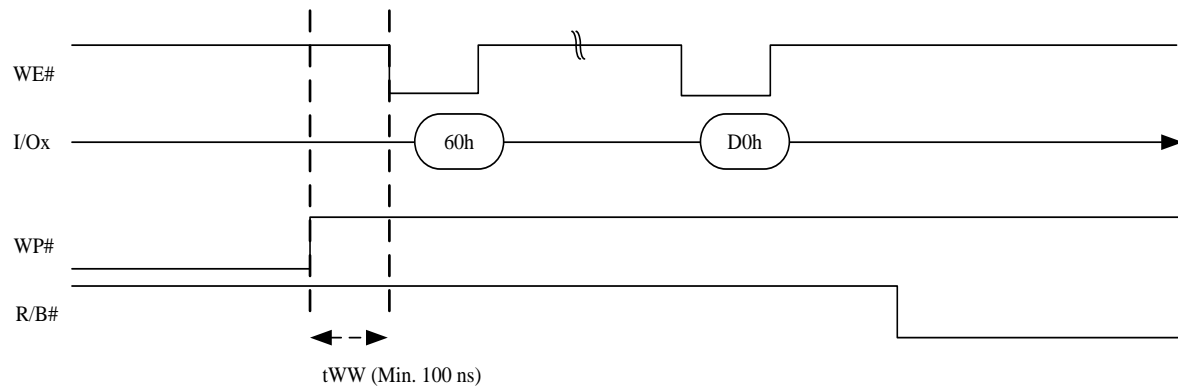 WE#
I/Ox
60h
D0h
WP#
R/B#
tWW (Min. 100 ns)